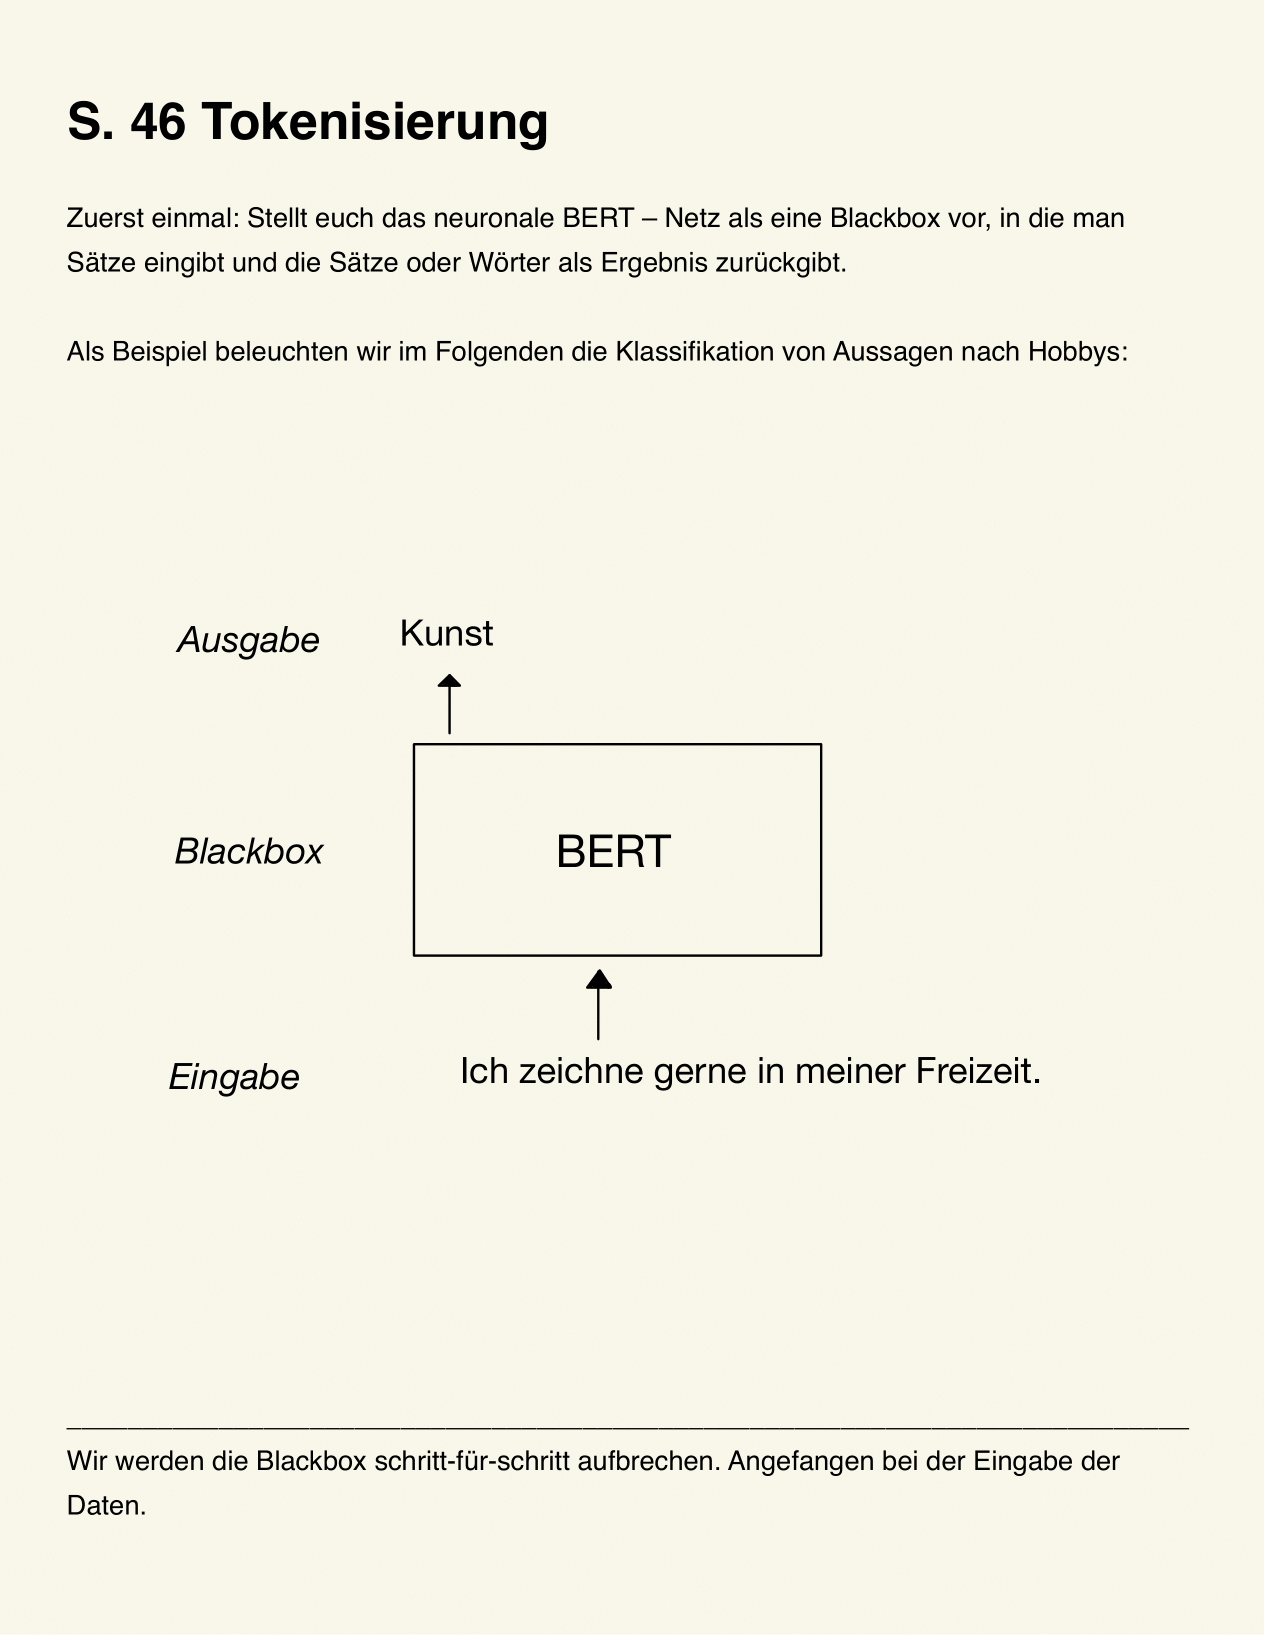 S. 46 Tokenisierung
Zuerst einmal: Stellt euch das neuronale BERT – Netz als eine Blackbox vor, in die man
Sätze eingibt und die Sätze oder Wörter als Ergebnis zurückgibt.
Als Beispiel beleuchten wir im Folgenden die Klassifikation von Aussagen nach Hobbys:
Ausgabe Kunst
Blackbox BERT
Eingabe Ich zeichne gerne in meiner Freizeit.
Wir werden die Blackbox schritt-für-schritt aufbrechen. Angefangen bei der Eingabe der
Daten.